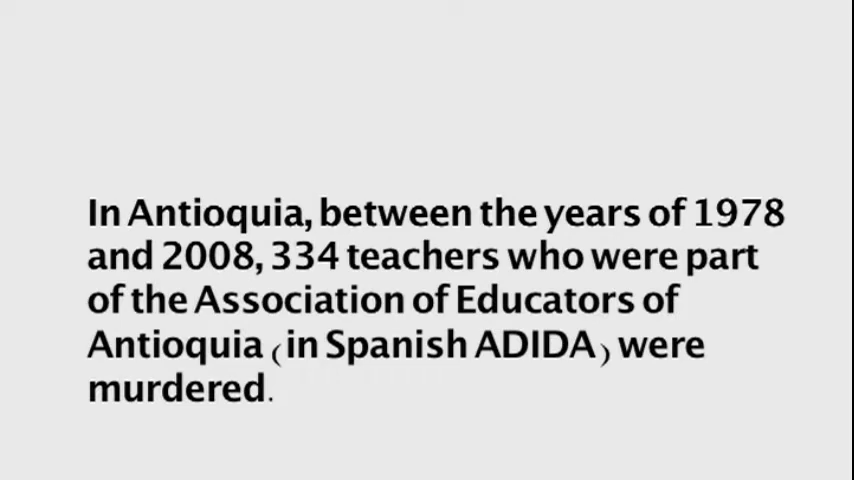 In Antioquia, between the years of 1978
and 2008, 334 teachers who were part
of the Association of Educators of
Antioquia (in Spanish ADIDA) were
murdered.